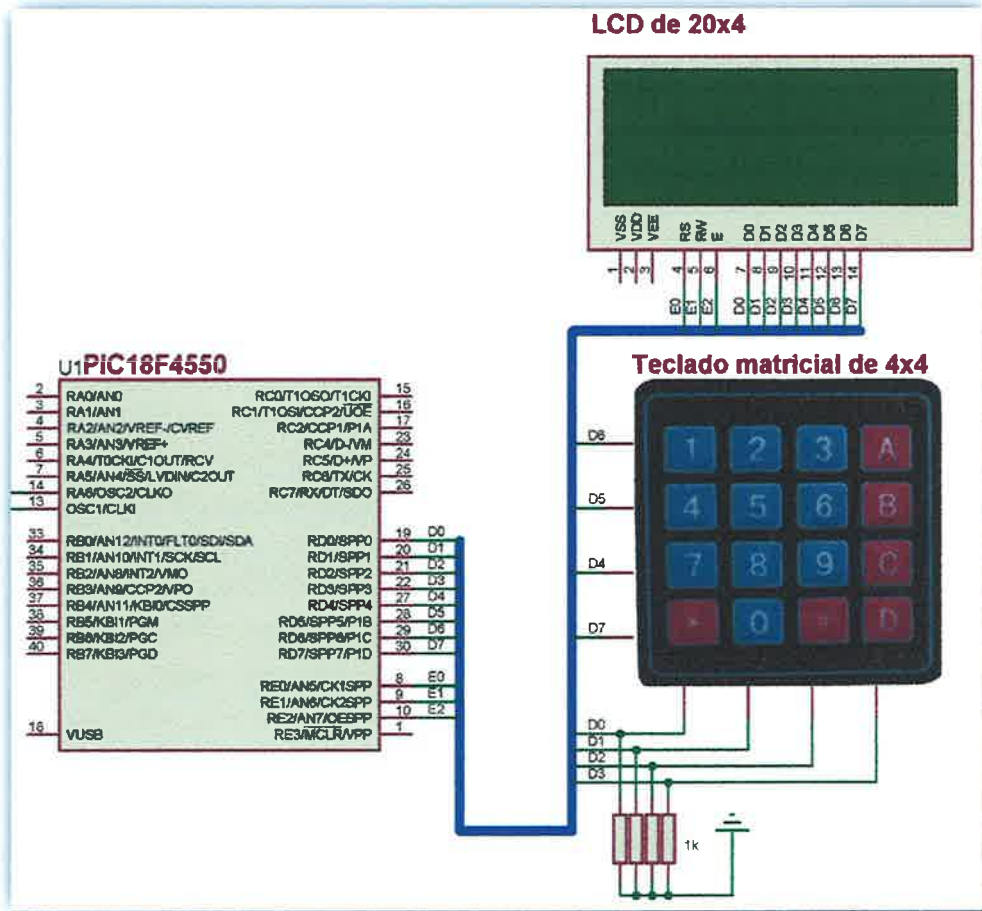 LCD de 20x4
VSS
VDD
VEE
RS
RW
E
D0
D1
D2
D3
D4
D5
D6
D7
1
2
3
4
5
6
7
8
9
10
11
12
13
14
E0
E1
E2
D0
D1
D2
D3
D4
D5
D6
D7
U1 PIC18F4550
2 RA0/AN0
3 RA1/AN1
4 RA2/AN2/VREF-/CVREF
5 RA3/AN3/VREF+
6 RA4/T0CKI/C1OUT/RCV
7 RA5/AN4/SS/LVDIN/C2OUT
14 RA6/OSC2/CLKO
13 OSC1/CLKI
33 RB0/AN12/INT0/FLT0/SDI/SDA
34 RB1/AN10/INT1/SCK/SCL
35 RB2/AN8/INT2/VMO
36 RB3/AN9/CCP2/VPO
37 RB4/AN11/KBI0/CSSPP
38 RB5/KBI1/PGM
39 RB6/KBI2/PGC
40 RB7/KBI3/PGD
16 VUSB
RC0/T1OSO/T1CKI 15
RC1/T1OSI/CCP2/UOE 16
RC2/CCP1/P1A 17
RC4/D-/VM 23
RC5/D+/VP 24
RC6/TX/CK 25
RC7/RX/DT/SDO 26
RD0/SPP0 19 D0
RD1/SPP1 20 D1
RD2/SPP2 21 D2
RD3/SPP3 22 D3
RD4/SPP4 27 D4
RD5/SPP5/P1B 28 D5
RD6/SPP6/P1C 29 D6
RD7/SPP7/P1D 30 D7
RE0/AN5/CK1SPP 8 E0
RE1/AN6/CK2SPP 9 E1
RE2/AN7/OESPP 10 E2
RE3/MCLR/VPP 1
Teclado matricial de 4x4
D6
D5
D4
D7
1 2 3 A
4 5 6 B
7 8 9 C
0 D
D0
D1
D2
D3
1k